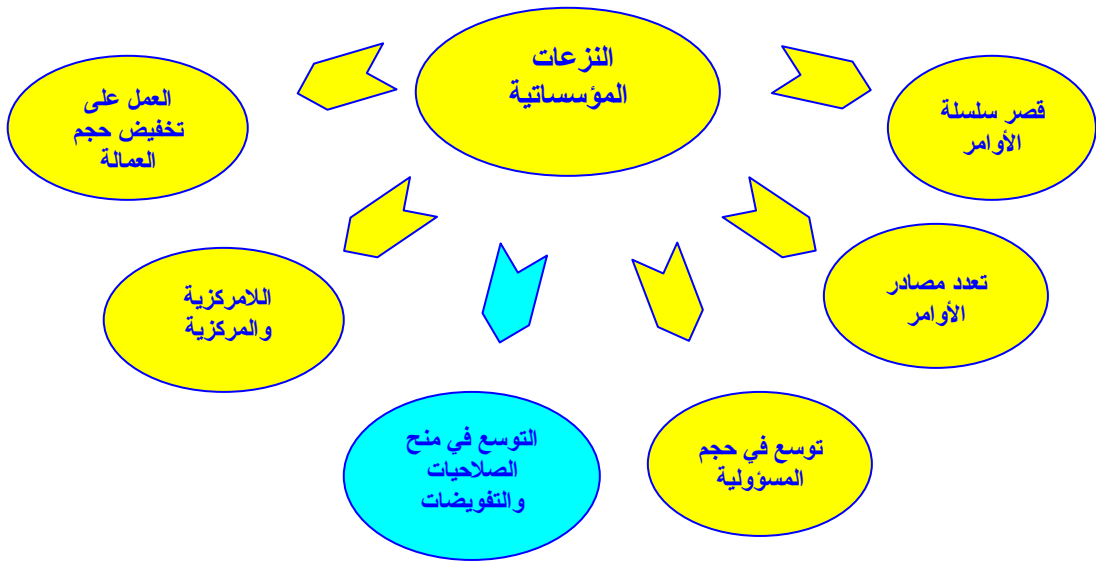 النزعات
المؤسساتية
قصر سلسلة
الأوامر
تعدد مصادر
الأوامر
توسع في حجم
المسؤولية
التوسع في منح
الصلاحيات
والتفويضات
اللامركزية
والمركزية
العمل على
تخفيض حجم
العمالة